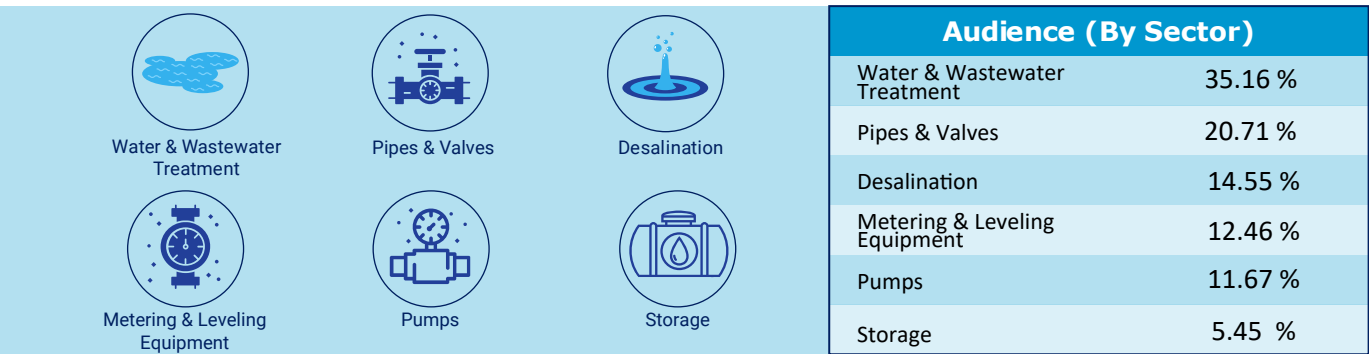 Water & Wastewater
Treatment
Pipes & Valves
Desalination
Metering & Leveling
Equipment
Pumps
Storage
Audience (By Sector)
Water & Wastewater
Treatment
35.16 %
Pipes & Valves
20.71 %
Desalination
14.55 %
Metering & Leveling
Equipment
12.46 %
Pumps
11.67 %
Storage
5.45 %